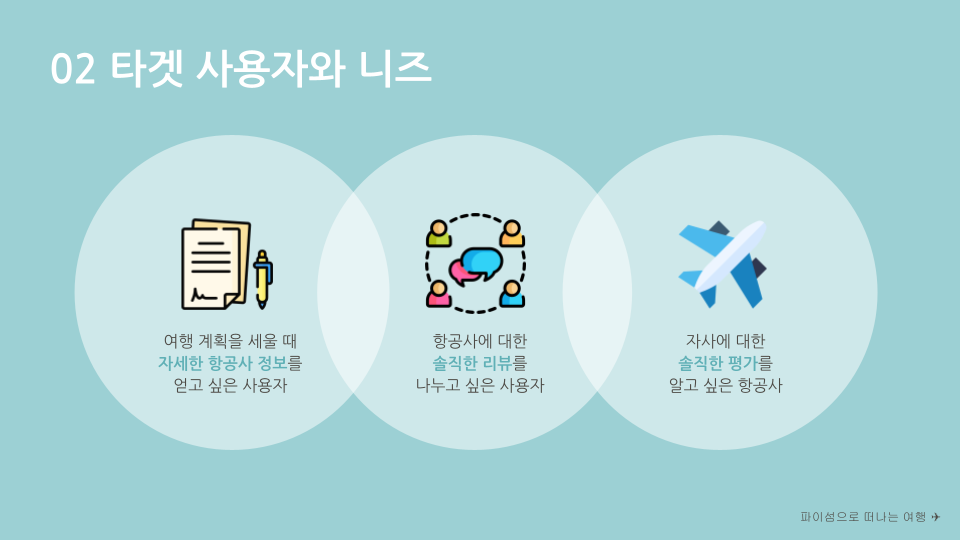 02 타겟 사용자와 니즈
여행 계획을 세울 때
자세한 항공사 정보를
얻고 싶은 사용자
항공사에 대한
솔직한 리뷰를
나누고 싶은 사용자
자사에 대한
솔직한 평가를
알고 싶은 항공사
파이썸으로 떠나는 여행 ✈